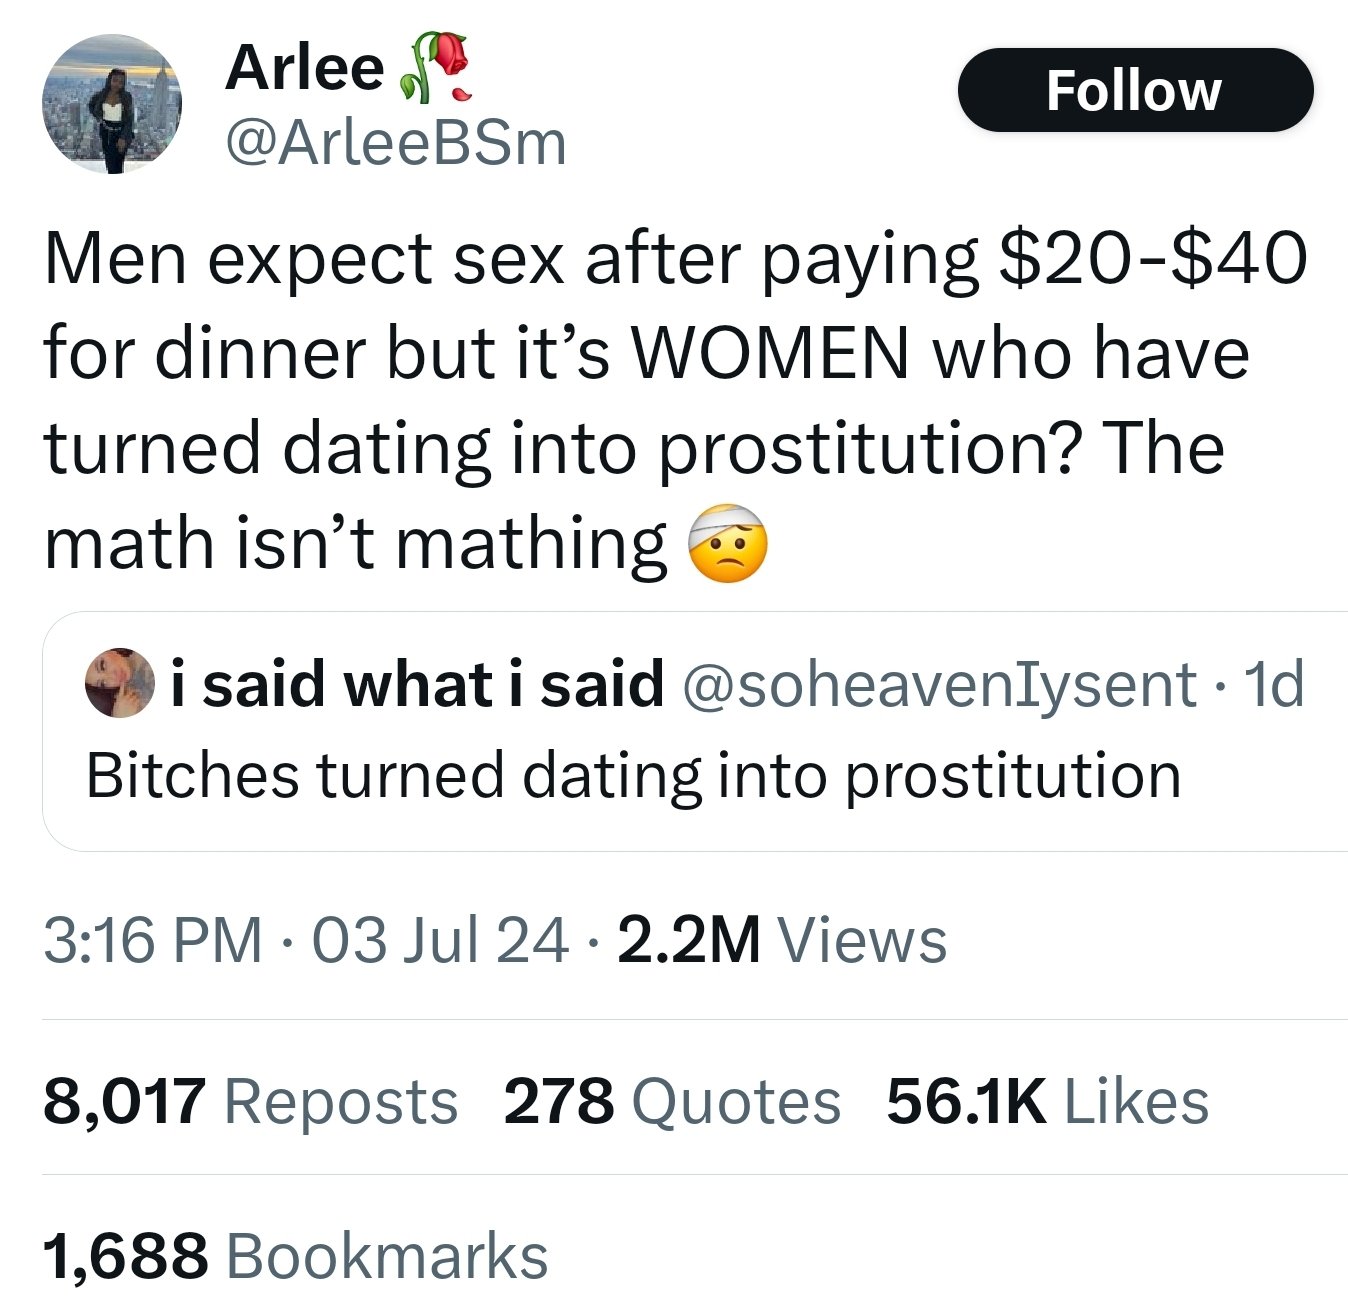 Arlee 🥀
@ArleeBSm
Follow
Men expect sex after paying $20-$40
for dinner but it’s WOMEN who have
turned dating into prostitution? The
math isn’t mathing 🤕
i said what i said @soheavenIysent · 1d
Bitches turned dating into prostitution
3:16 PM · 03 Jul 24 · 2.2M Views
8,017 Reposts 278 Quotes 56.1K Likes
1,688 Bookmarks